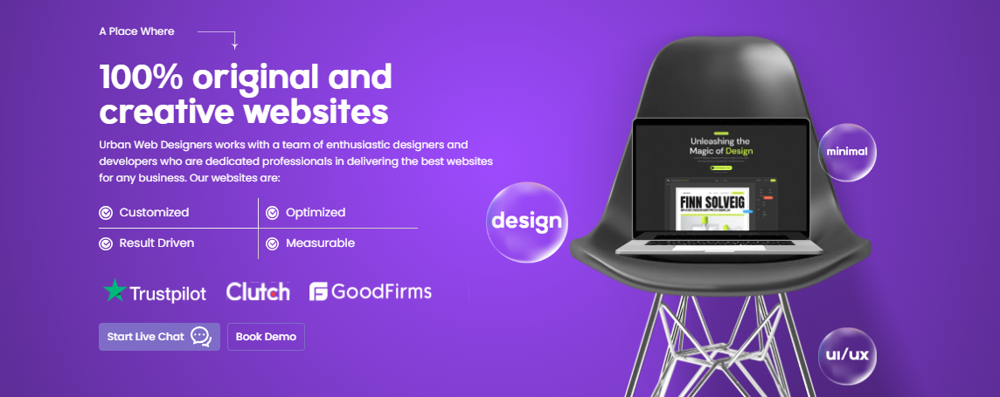 A Place Where
100% original and
creative websites
Urban Web Designers works with a team of enthusiastic designers and
developers who are dedicated professionals in delivering the best websites
for any business. Our websites are:
Customized
Optimized
Result Driven
Measurable
Trustpilot
Clutch
GoodFirms
Start Live Chat
Book Demo
design
minimal
Unleashing the
Magic of Design
FINN SOLVEIG
ui/ux